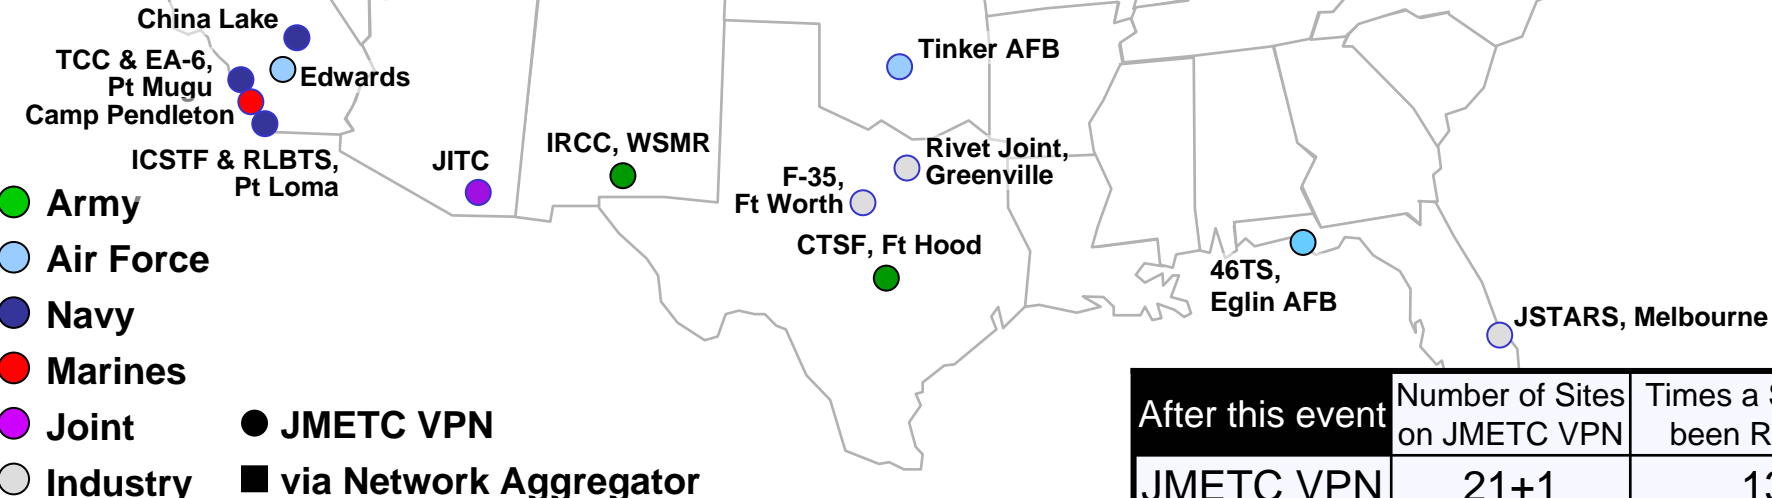 China Lake
TCC & EA-6,
Pt Mugu
Edwards
Camp Pendleton
ICSTF & RLBTS,
Pt Loma
JITC
IRCC, WSMR
Tinker AFB
Rivet Joint,
Greenville
F-35,
Ft Worth
CTSF, Ft Hood
46TS,
Eglin AFB
JSTARS, Melbourne
Army
Air Force
Navy
Marines
Joint
Industry
JMETC VPN
via Network Aggregator
After this event
Number of Sites
on JMETC VPN
Times a
been
JMETC VPN
21+1